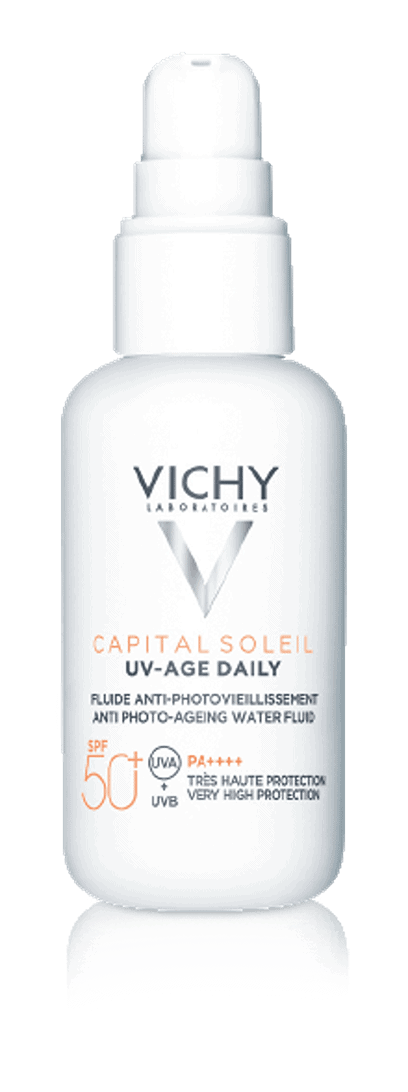 VICHY
LABORATOIRES
CAPITAL SOLEIL
UV-AGE DAILY
FLUIDE ANTI-PHOTOVIEILLISSEMENT
ANTI PHOTO-AGEING WATER FLUID
SPF
50+
UVA
+
UVB
PA++++
TRÈS HAUTE PROTECTION
VERY HIGH PROTECTION